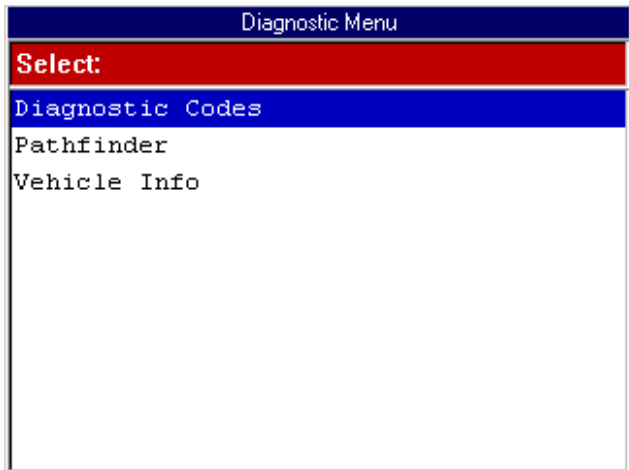 Diagnostic Menu
Select:
Diagnostic Codes
Pathfinder
Vehicle Info